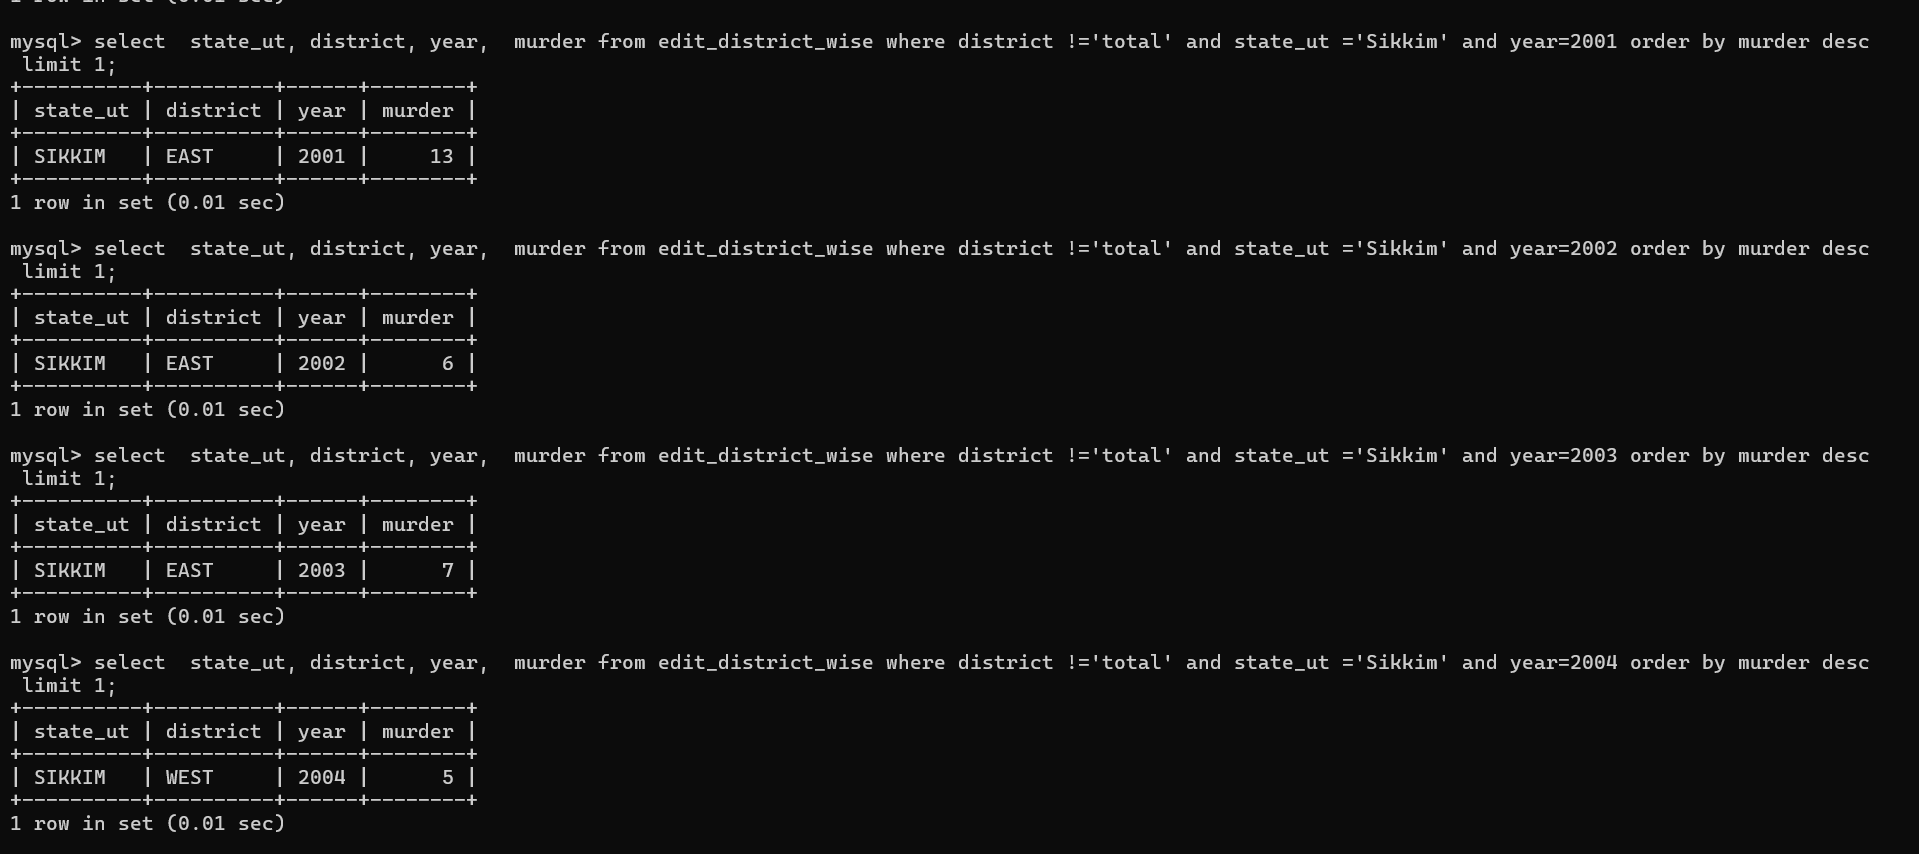 1 row in set (0.01 sec)
mysql> select  state_ut, district, year,  murder from edit_district_wise where district !='total' and state_ut ='Sikkim' and year=2001 order by murder desc
 limit 1;
+----------+----------+------+--------+
| state_ut | district | year | murder |
+----------+----------+------+--------+
| SIKKIM   | EAST     | 2001 |     13 |
+----------+----------+------+--------+
1 row in set (0.01 sec)
mysql> select  state_ut, district, year,  murder from edit_district_wise where district !='total' and state_ut ='Sikkim' and year=2002 order by murder desc
 limit 1;
+----------+----------+------+--------+
| state_ut | district | year | murder |
+----------+----------+------+--------+
| SIKKIM   | EAST     | 2002 |      6 |
+----------+----------+------+--------+
1 row in set (0.01 sec)
mysql> select  state_ut, district, year,  murder from edit_district_wise where district !='total' and state_ut ='Sikkim' and year=2003 order by murder desc
 limit 1;
+----------+----------+------+--------+
| state_ut | district | year | murder |
+----------+----------+------+--------+
| SIKKIM   | EAST     | 2003 |      7 |
+----------+----------+------+--------+
1 row in set (0.01 sec)
mysql> select  state_ut, district, year,  murder from edit_district_wise where district !='total' and state_ut ='Sikkim' and year=2004 order by murder desc
 limit 1;
+----------+----------+------+--------+
| state_ut | district | year | murder |
+----------+----------+------+--------+
| SIKKIM   | WEST     | 2004 |      5 |
+----------+----------+------+--------+
1 row in set (0.01 sec)